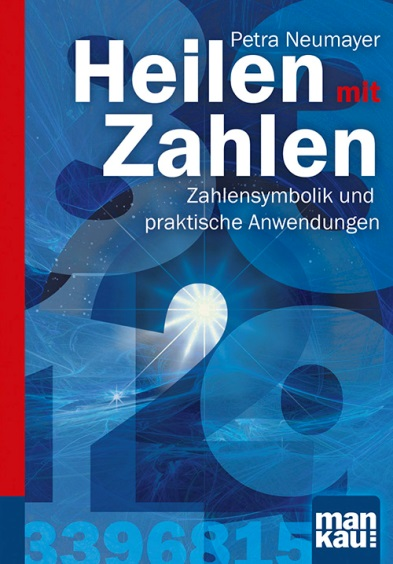 Petra Neumayer
Heilen mit
Zahlen
Zahlensymbolik und
praktische Anwendungen
3396815
man
kau!